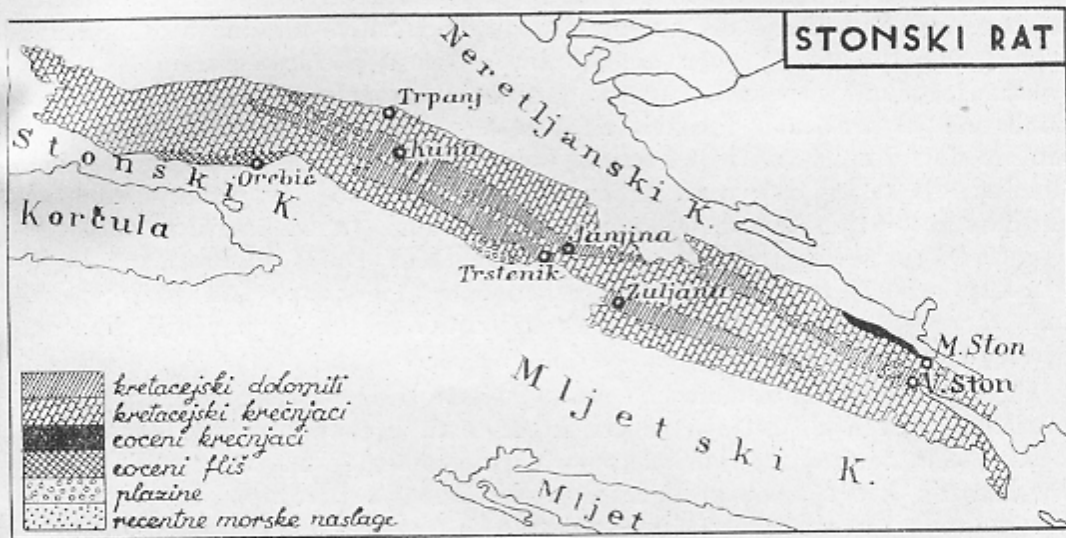 STONSKI RAT
Neretljanski K.
Trpanj
Kuna
Orebić
Stonski K.
Korčula
Janjina
Trstenik
Žuljana
M. Ston
V. Ston
Mljetski K.
Mljet
kretacejski dolomiti
kretacejski krečnjaci
eoceni krečnjaci
eoceni fliš
plazine
recentne morske naslage